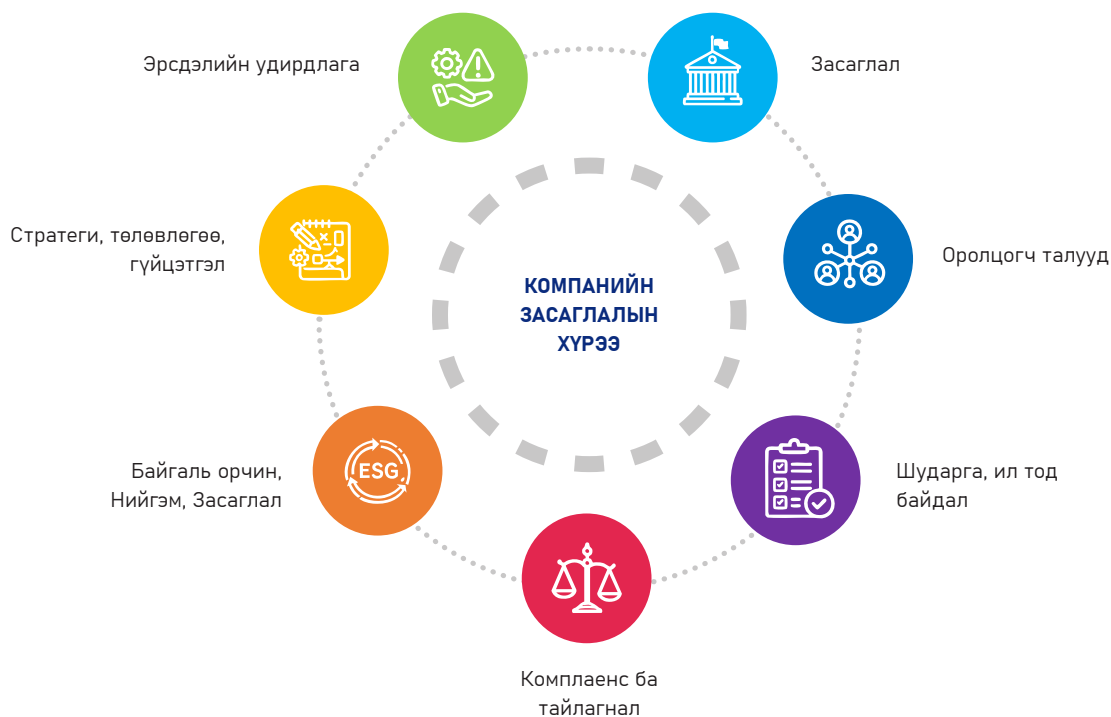 Эрсдэлийн удирдлага
Засаглал
Стратеги, төлөвлөгөө,
гүйцэтгэл
Оролцогч талууд
КОМПАНИЙН
ЗАСАГЛАЛЫН
ХҮРЭЭ
Байгаль орчин,
Нийгэм, Засаглал
ESG
Шударга, ил тод
байдал
Комплаенс ба
тайлагнал